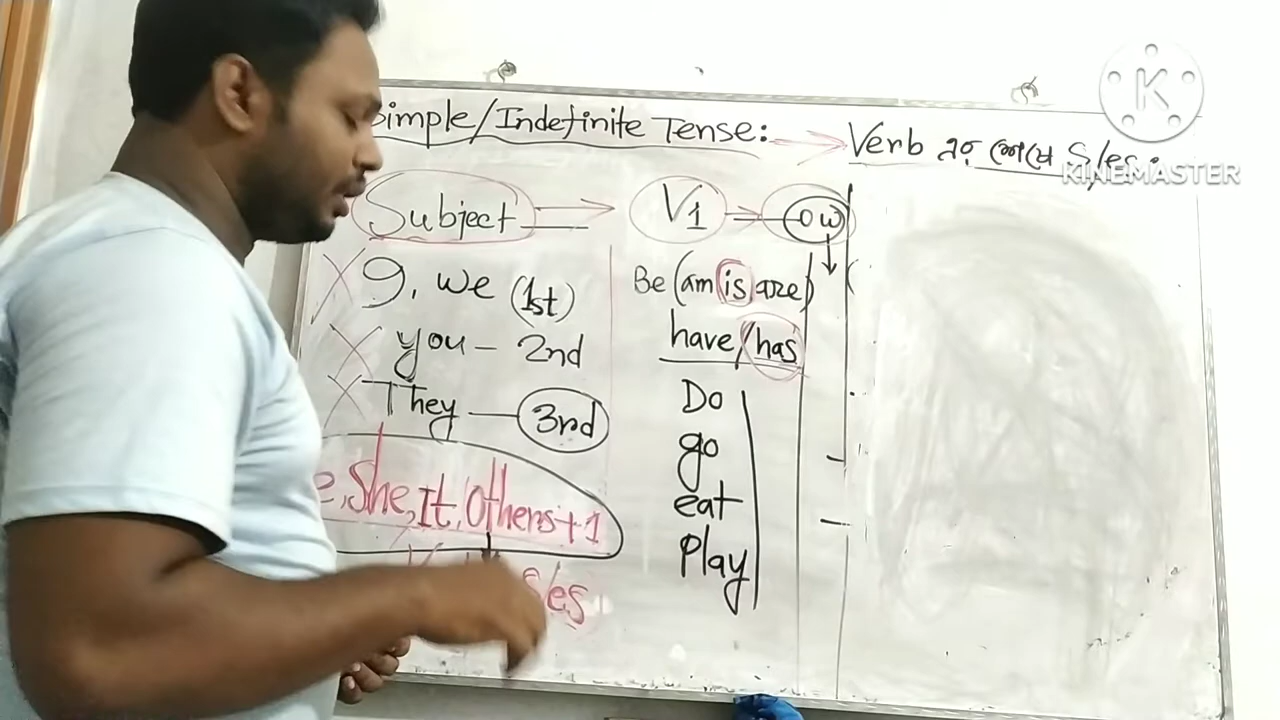 Simple/Indefinite Tense: → Verb এর শেষে S/es.
Subject → V1 → ow
I, we (1st)
Be (am is are)
you – 2nd
have/has
They — 3rd
Do
go
e, She, It, Others + 1
eat
Play
S/es
K
KINEMASTER